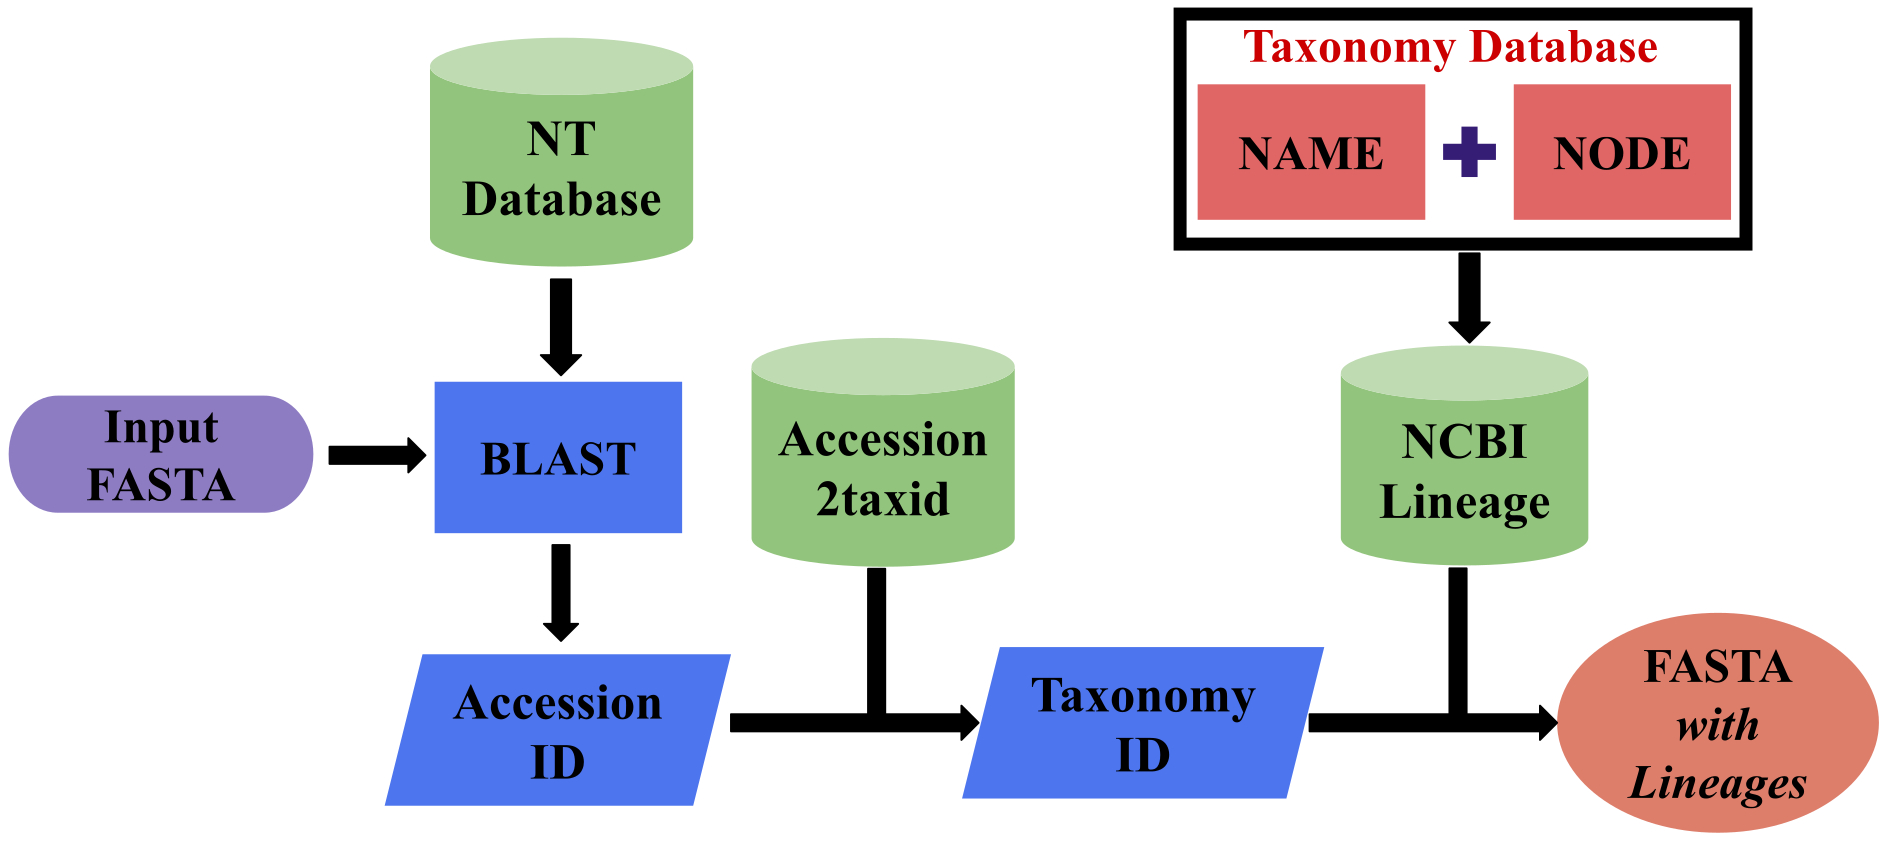 Taxonomy Database
NAME
NODE
NT
Database
Input
FASTA
BLAST
Accession
2taxid
NCBI
Lineage
Accession
ID
Taxonomy
ID
FASTA
with
Lineages